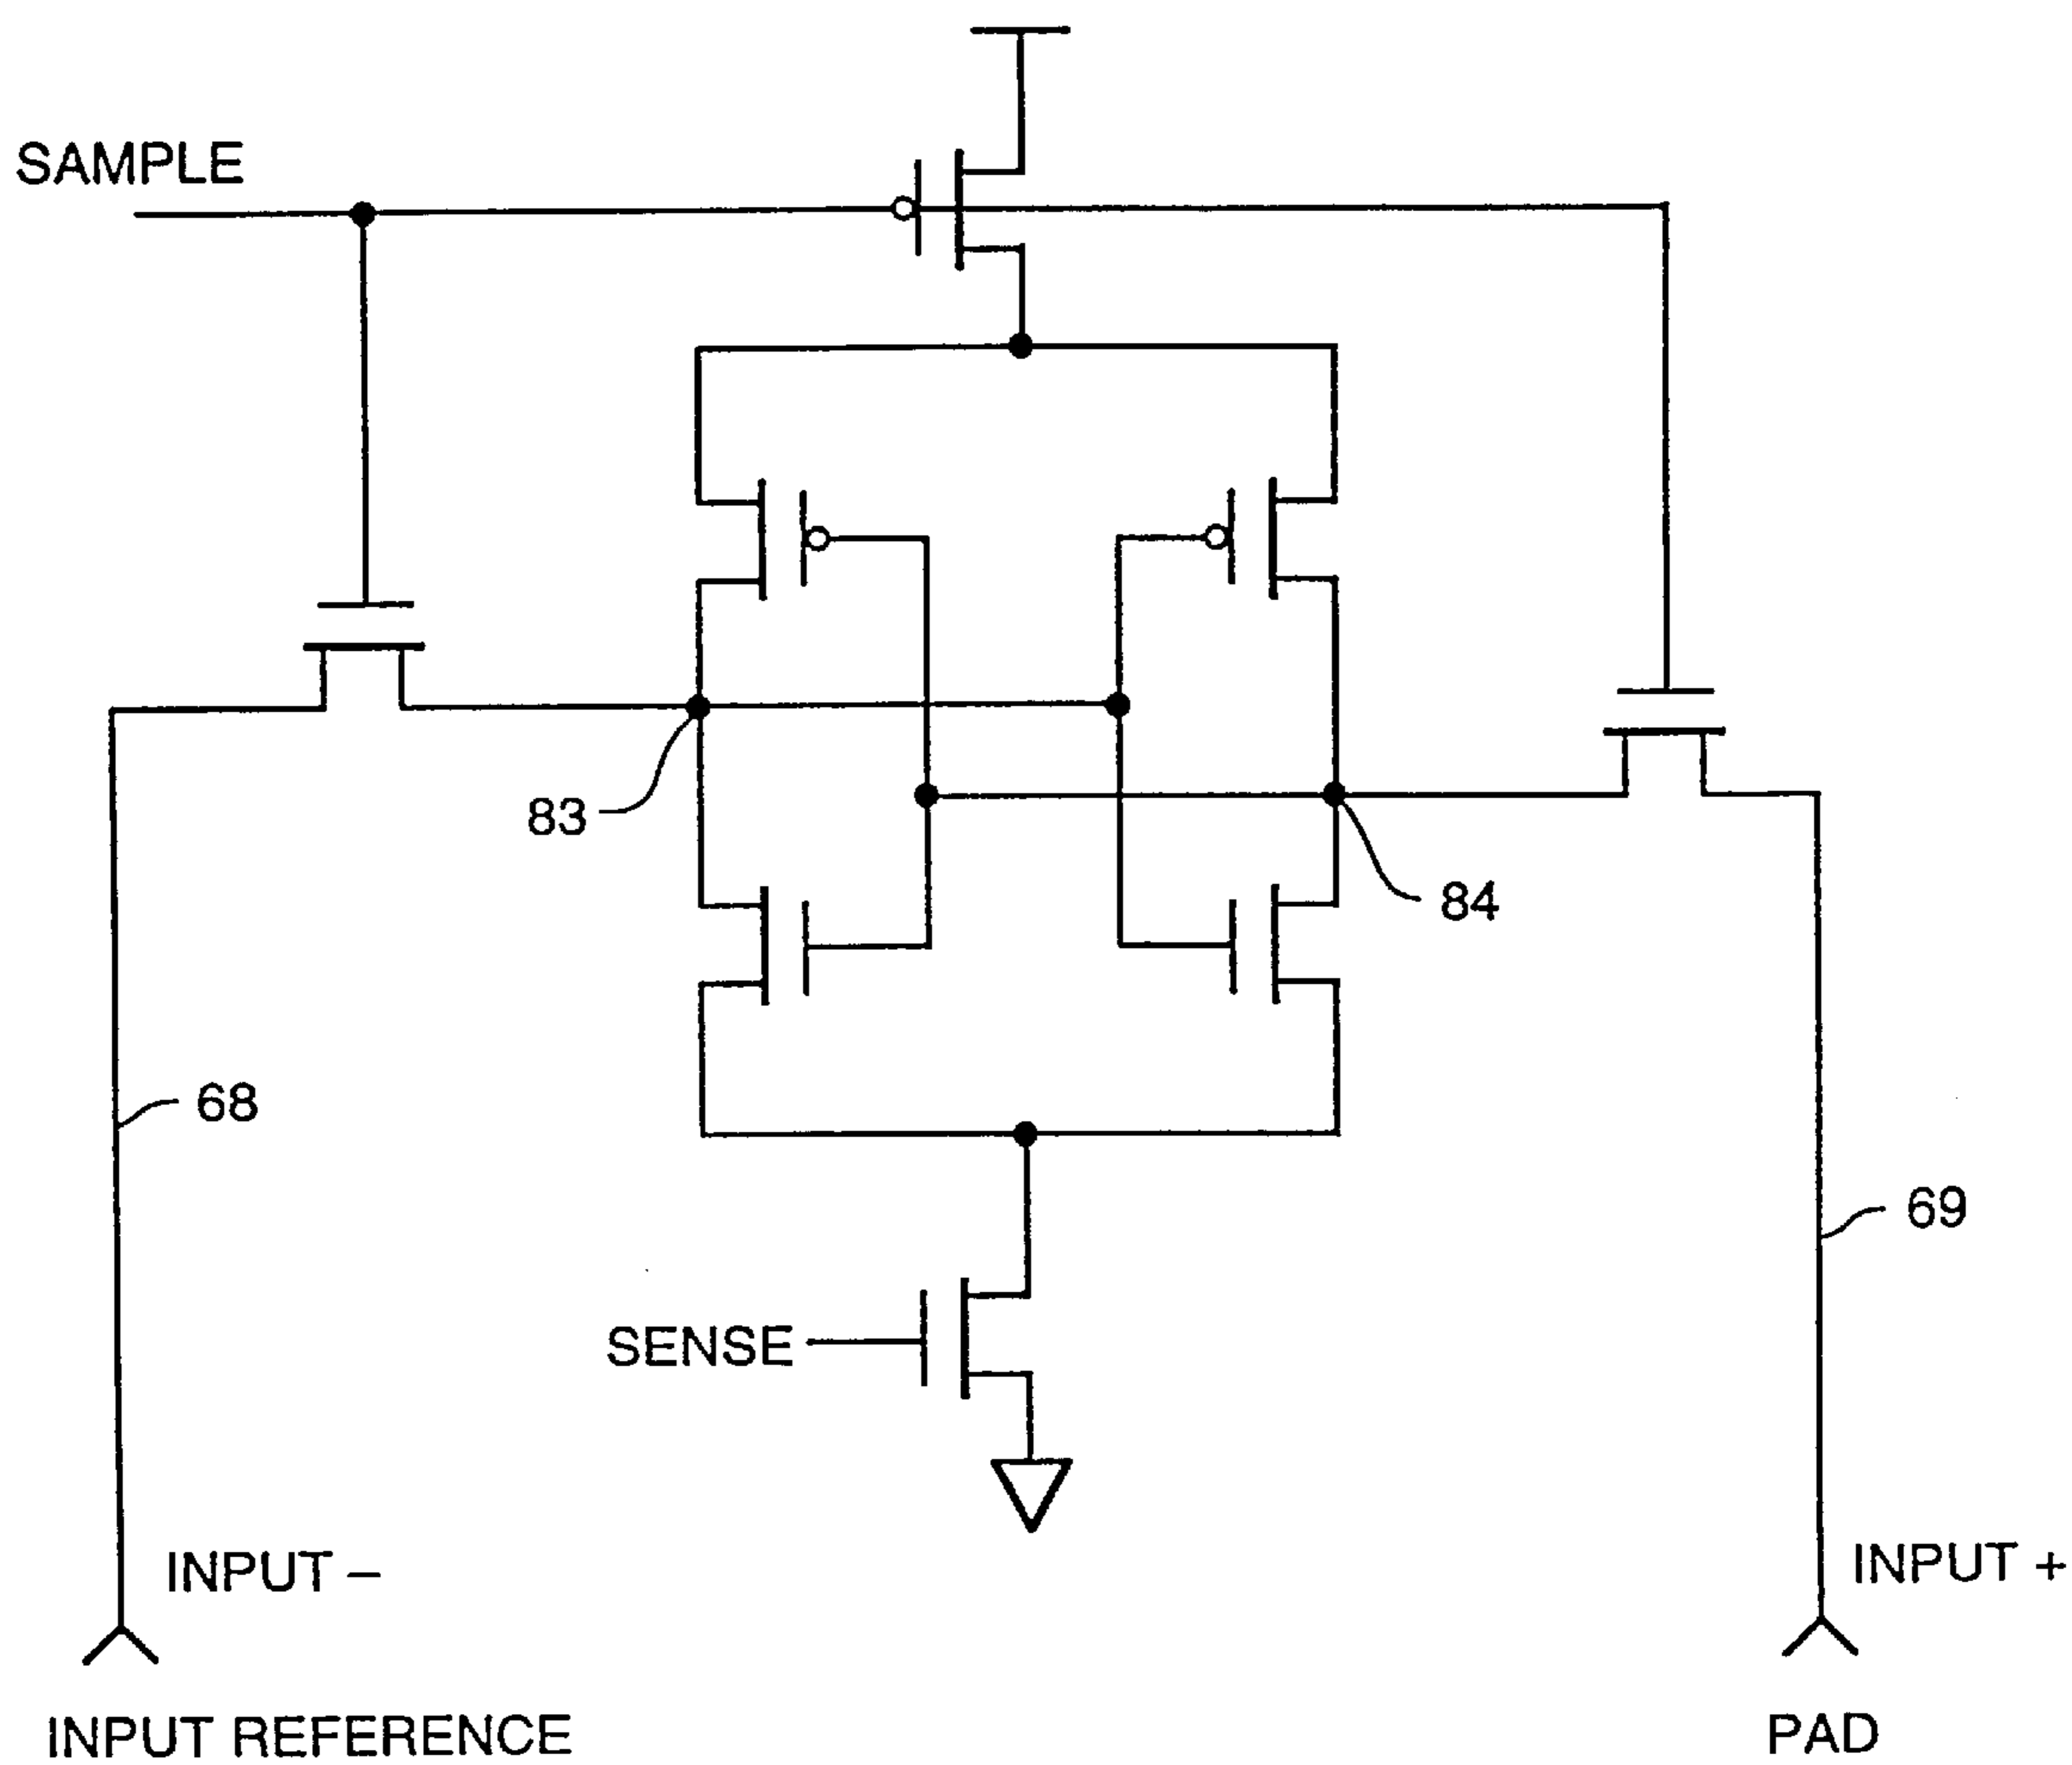 SAMPLE
83
84
68
69
SENSE
INPUT –
INPUT +
INPUT REFERENCE
PAD